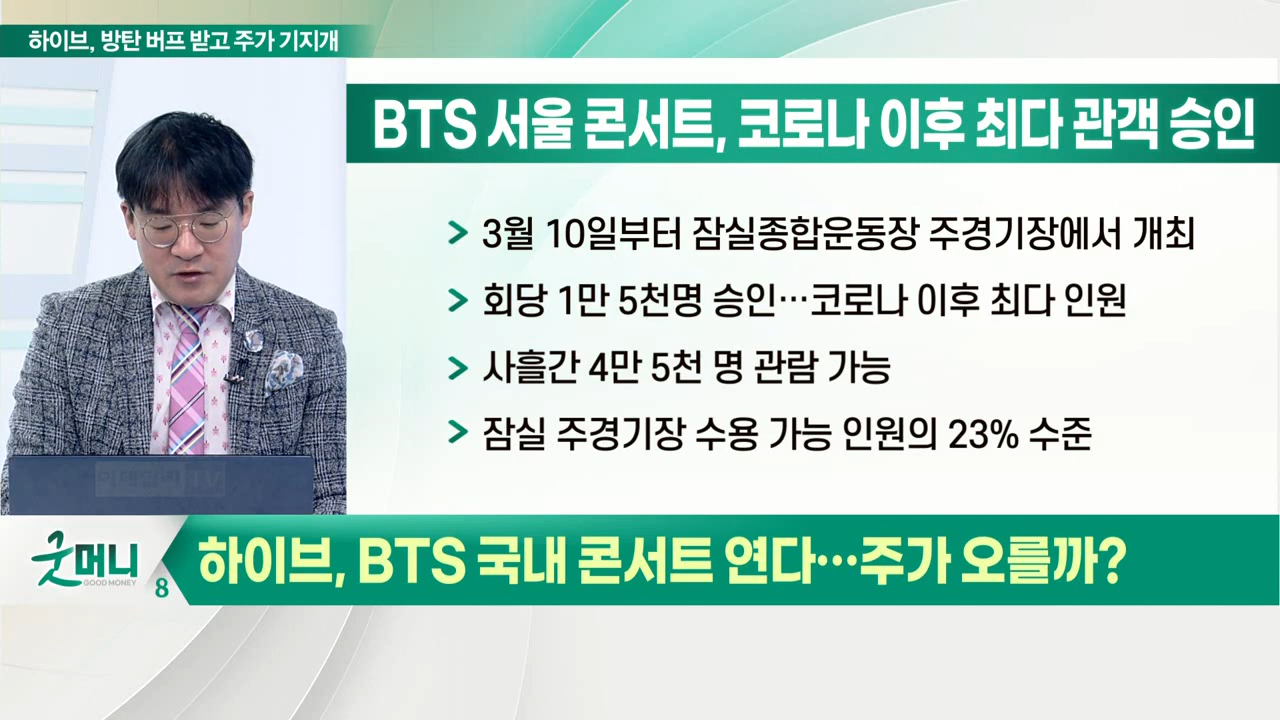 하이브, 방탄 버프 받고 주가 기지개
BTS 서울 콘서트, 코로나 이후 최다 관객 승인
> 3월 10일부터 잠실종합운동장 주경기장에서 개최
> 회당 1만 5천명 승인…코로나 이후 최다 인원
> 사흘간 4만 5천 명 관람 가능
> 잠실 주경기장 수용 가능 인원의 23% 수준
이데일리TV
굿머니
GOOD MONEY
8
하이브, BTS 국내 콘서트 연다…주가 오를까?